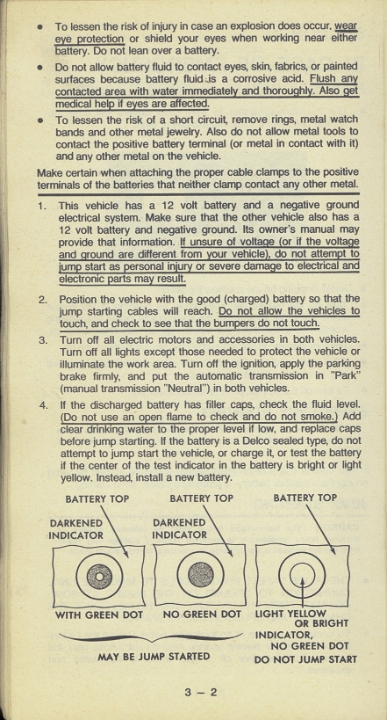 • To lessen the risk of injury in case an explosion does occur, wear
eye protection or shield your eyes when working near either
battery. Do not lean over a battery.
• Do not allow battery fluid to contact eyes, skin, fabrics, or painted
surfaces because battery fluid is a corrosive acid. Flush any
contacted area with water immediately and thoroughly. Also get
medical help if eyes are affected.
• To lessen the risk of a short circuit, remove rings, metal watch
bands and other metal jewelry. Also do not allow metal tools to
contact the positive battery terminal (or metal in contact with it)
and any other metal on the vehicle.
Make certain when attaching the proper cable clamps to the positive
terminals of the batteries that neither clamp contact any other metal.
1. This vehicle has a 12 volt battery and a negative ground
electrical system. Make sure that the other vehicle also has a
12 volt battery and negative ground. Its owner's manual may
provide that information. If unsure of voltage (or if the voltage
and ground are different from your vehicle), do not attempt to
jump start as personal injury or severe damage to electrical and
electronic parts may result.
2. Position the vehicle with the good (charged) battery so that the
jump starting cables will reach. Do not allow the vehicles to
touch, and check to see that the bumpers do not touch.
3. Turn off all electric motors and accessories in both vehicles.
Turn off all lights except those needed to protect the vehicle or
illuminate the work area. Turn off the ignition, apply the parking
brake firmly, and put the automatic transmission in "Park"
(manual transmission "Neutral") in both vehicles.
4. If the discharged battery has filler caps, check the fluid level.
(Do not use an open flame to check and do not smoke.) Add
clear drinking water to the proper level if low, and replace caps
before jump starting. If the battery is a Delco sealed type, do not
attempt to jump start the vehicle, or charge it, or test the battery
if the center of the test indicator in the battery is bright or light
yellow. Instead, install a new battery.
BATTERY TOP BATTERY TOP BATTERY TOP
DARKENED
INDICATOR
DARKENED
INDICATOR
WITH GREEN DOT NO GREEN DOT LIGHT YELLOW
OR BRIGHT
INDICATOR,
NO GREEN DOT
MAY BE JUMP STARTED DO NOT JUMP START
3 – 2